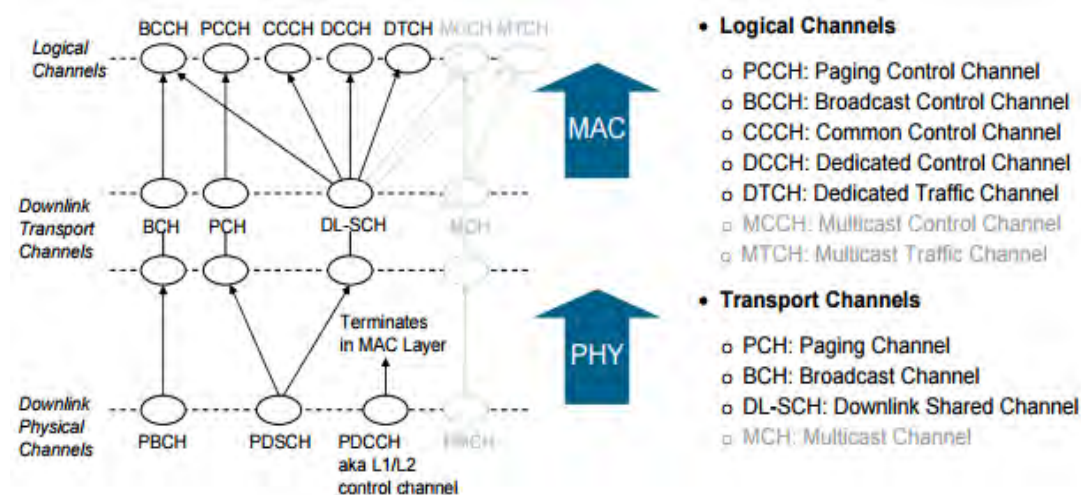 BCCH PCCH CCCH DCCH DTCH MCCH MTCH
Logical
Channels
Downlink
Transport
Channels
BCH PCH DL-SCH MCH
Terminates
in MAC Layer
Downlink
Physical
Channels
PBCH PDSCH PDCCH
aka L1/L2
control channel
MAC
PHY
• Logical Channels
o PCCH: Paging Control Channel
o BCCH: Broadcast Control Channel
o CCCH: Common Control Channel
o DCCH: Dedicated Control Channel
o DTCH: Dedicated Traffic Channel
o MCCH: Multicast Control Channel
o MTCH: Multicast Traffic Channel
• Transport Channels
o PCH: Paging Channel
o BCH: Broadcast Channel
o DL-SCH: Downlink Shared Channel
o MCH: Multicast Channel